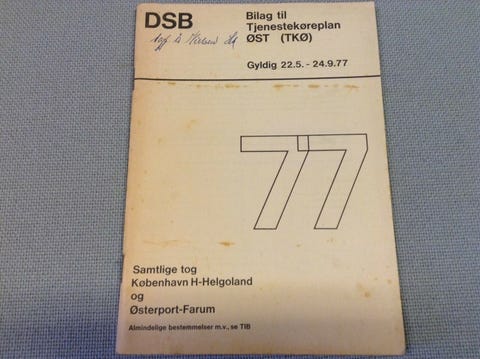 DSB
Bilag til
Tjenestekøreplan
ØST (TKØ)
Gyldig 22.5. - 24.9.77
77
Samtlige tog
København H-Helgoland
og
Østerport-Farum
Almindelige bestemmelser m.v., se TIB